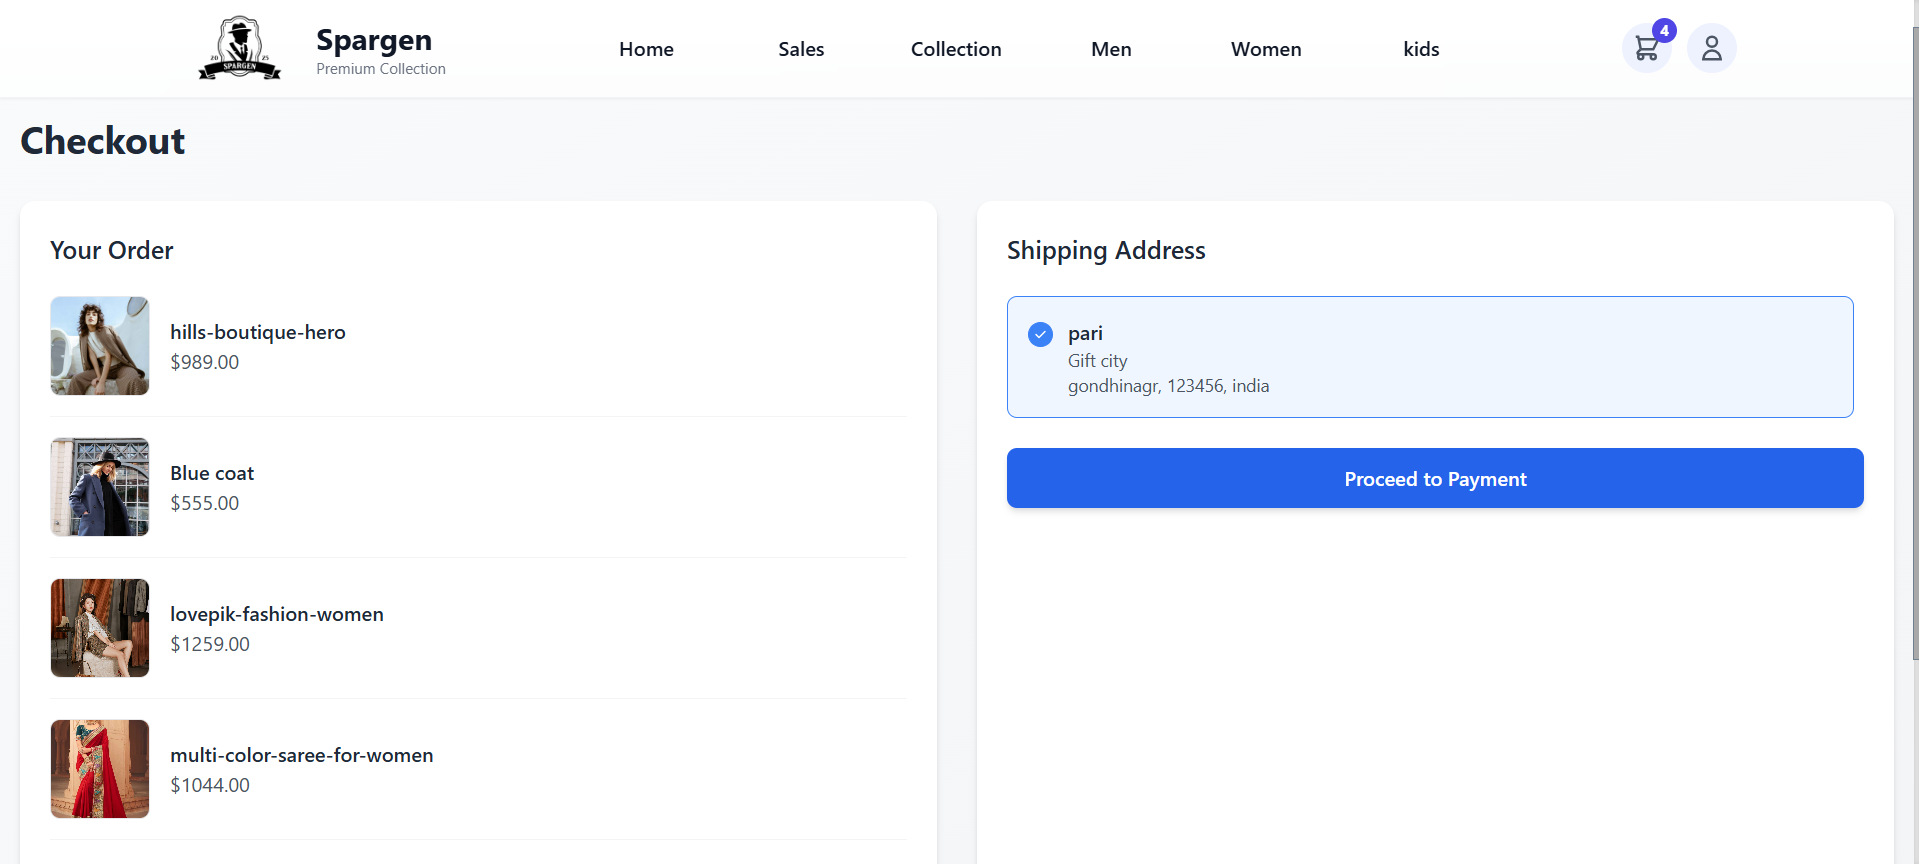 20 25
SPARGEN
Spargen
Premium Collection
Home
Sales
Collection
Men
Women
kids
4
Checkout
Your Order
hills-boutique-hero
$989.00
Blue coat
$555.00
lovepik-fashion-women
$1259.00
multi-color-saree-for-women
$1044.00
Shipping Address
pari
Gift city
gondhinagr, 123456, india
Proceed to Payment